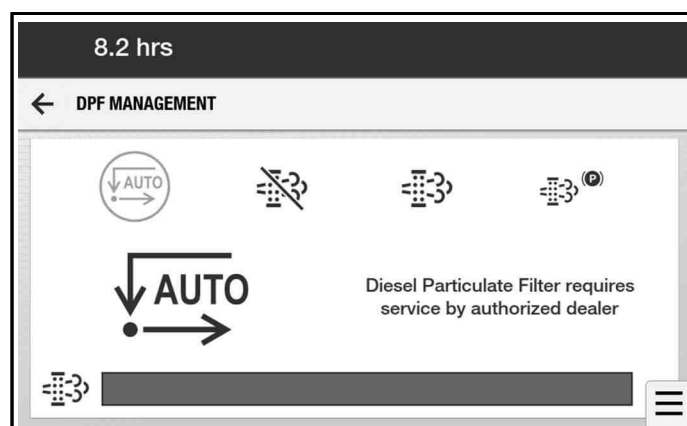 8.2 hrs
DPF MANAGEMENT
AUTO
P
AUTO
Diesel Particulate Filter requires
service by authorized dealer